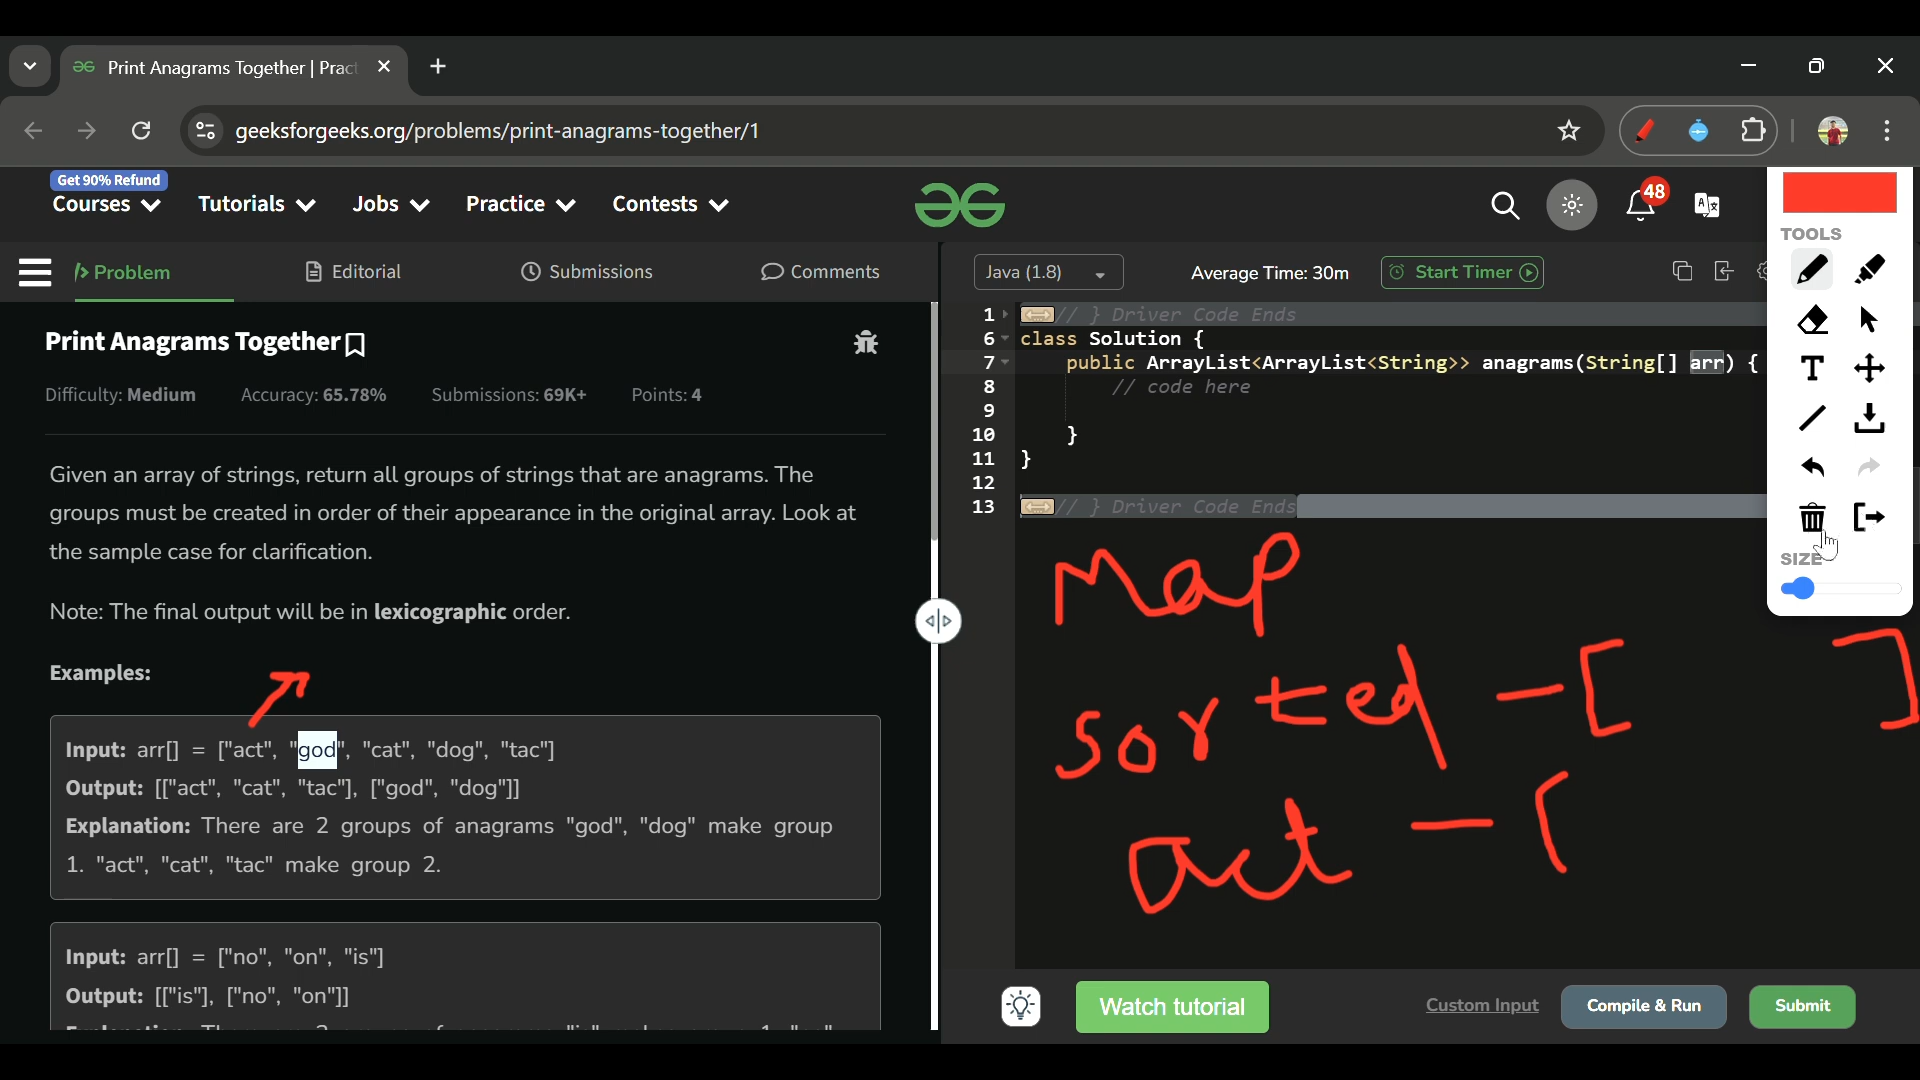 Print Anagrams Together | Pract
geeksforgeeks.org/problems/print-anagrams-together/1
Get 90% Refund
Courses Tutorials Jobs Practice Contests
48
TOOLS
Problem Editorial Submissions Comments
Java (1.8) Average Time: 30m Start Timer
Print Anagrams Together
Difficulty: Medium Accuracy: 65.78% Submissions: 69K+ Points: 4
Given an array of strings, return all groups of strings that are anagrams. The
groups must be created in order of their appearance in the original array. Look at
the sample case for clarification.
Note: The final output will be in lexicographic order.
Examples:
Input: arr[] = ["act", "god", "cat", "dog", "tac"]
Output: [["act", "cat", "tac"], ["god", "dog"]]
Explanation: There are 2 groups of anagrams "god", "dog" make group
1. "act", "cat", "tac" make group 2.
Input: arr[] = ["no", "on", "is"]
Output: [["is"], ["no", "on"]]
1 // } Driver Code Ends
6 class Solution {
7 public ArrayList<ArrayList<String>> anagrams(String[] arr) {
8 // code here
9
10 }
11 }
12
13 // } Driver Code Ends
SIZE
Map
sorted - [ ]
act - [
Watch tutorial Custom Input Compile & Run Submit